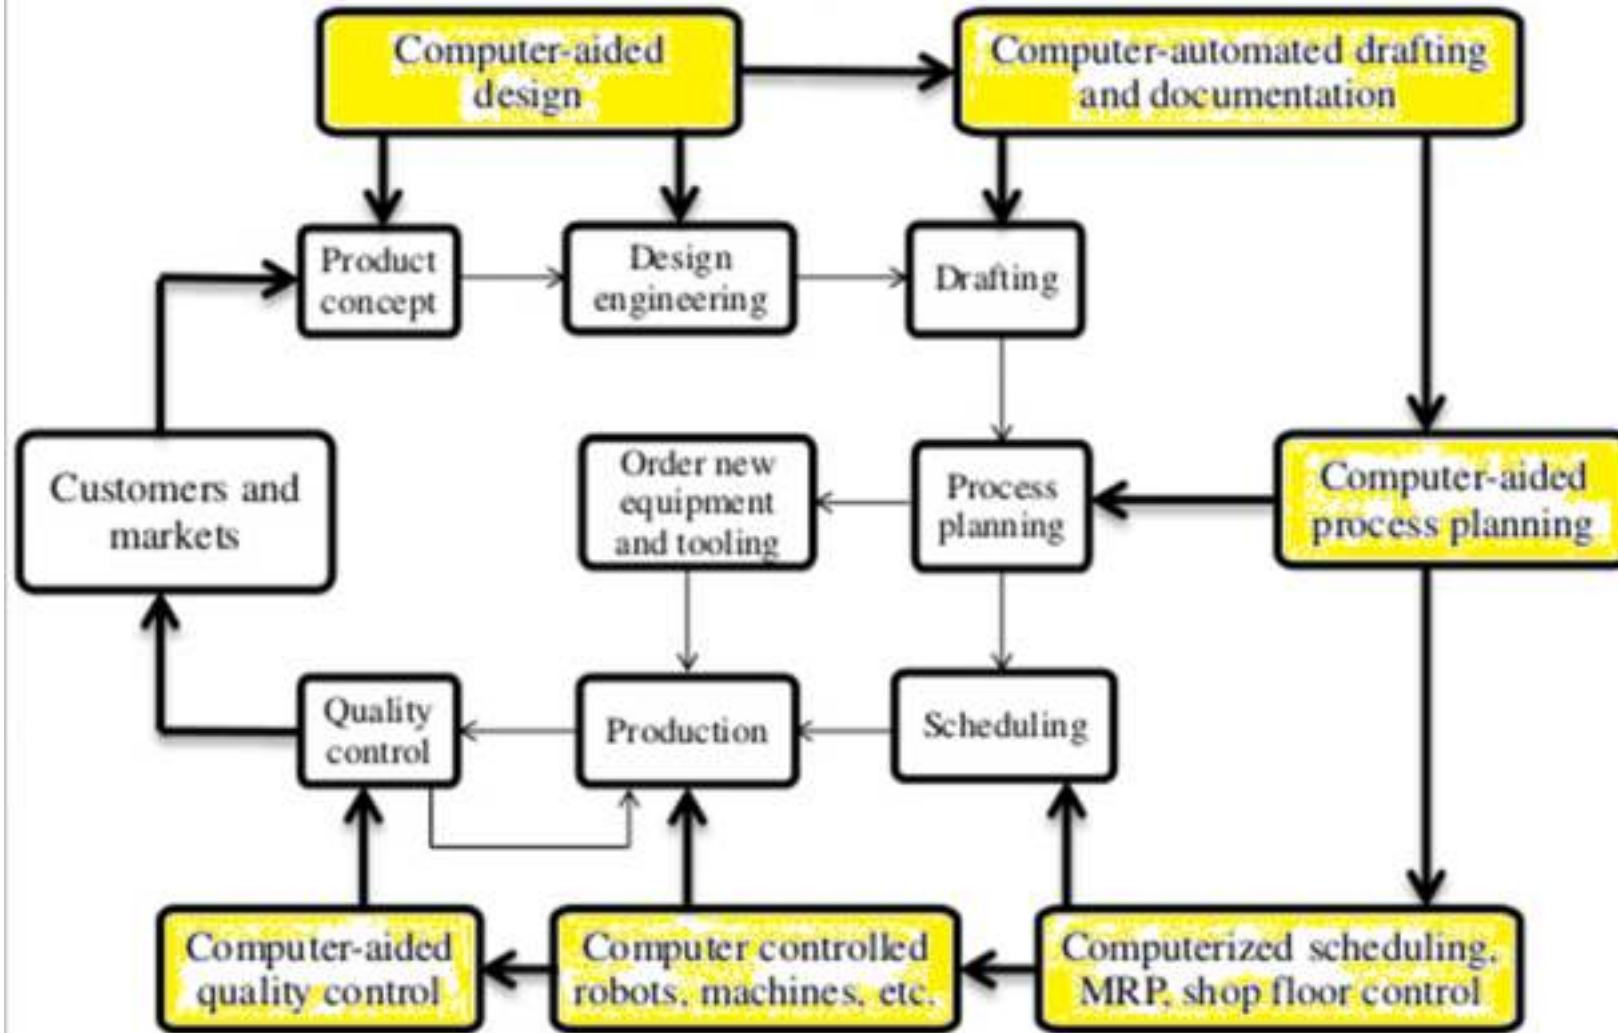 Computer-aided
design
Computer-automated drafting
and documentation
Product
concept
Design
engineering
Drafting
Customers and
markets
Order new
equipment
and tooling
Process
planning
Computer-aided
process planning
Quality
control
Production
Scheduling
Computer-aided
quality control
Computer controlled
robots, machines, etc.
Computerized scheduling,
MRP, shop floor control